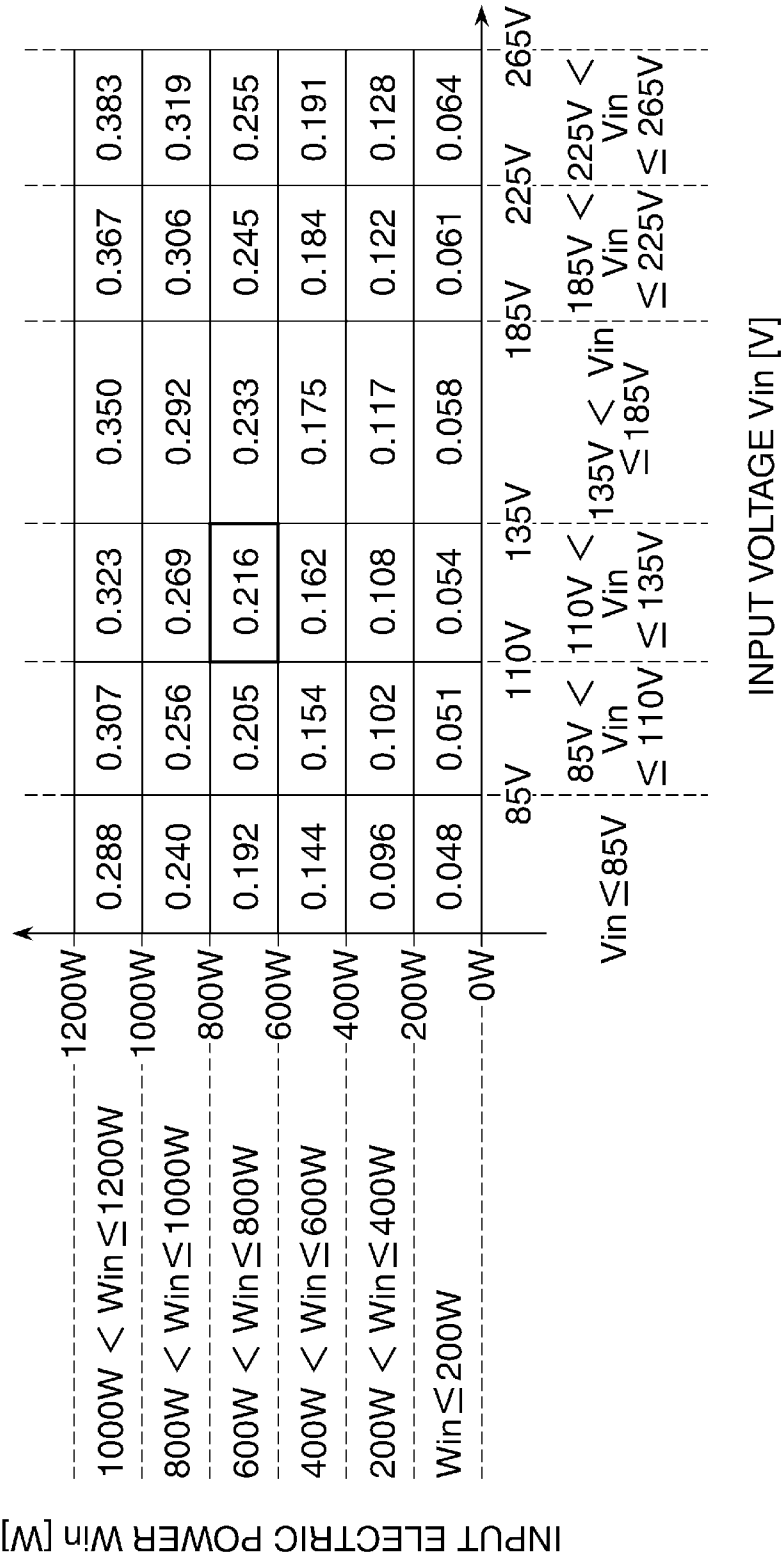 INPUT ELECTRIC POWER Win [W]
1200W
1000W < Win≦1200W 0.288 0.307 0.323 0.350 0.367 0.383
1000W
800W < Win≦1000W 0.240 0.256 0.269 0.292 0.306 0.319
800W
600W < Win≦800W 0.192 0.205 0.216 0.233 0.245 0.255
600W
400W < Win≦600W 0.144 0.154 0.162 0.175 0.184 0.191
400W
200W < Win≦400W 0.096 0.102 0.108 0.117 0.122 0.128
200W
Win≦200W 0.048 0.051 0.054 0.058 0.061 0.064
0W
85V 110V 135V 185V 225V 265V
Vin≦85V
85V <
Vin
≦ 110V
110V <
Vin
≦ 135V
135V < Vin
≦ 185V
185V <
Vin
≦ 225V
225V <
Vin
≦ 265V
INPUT VOLTAGE Vin [V]